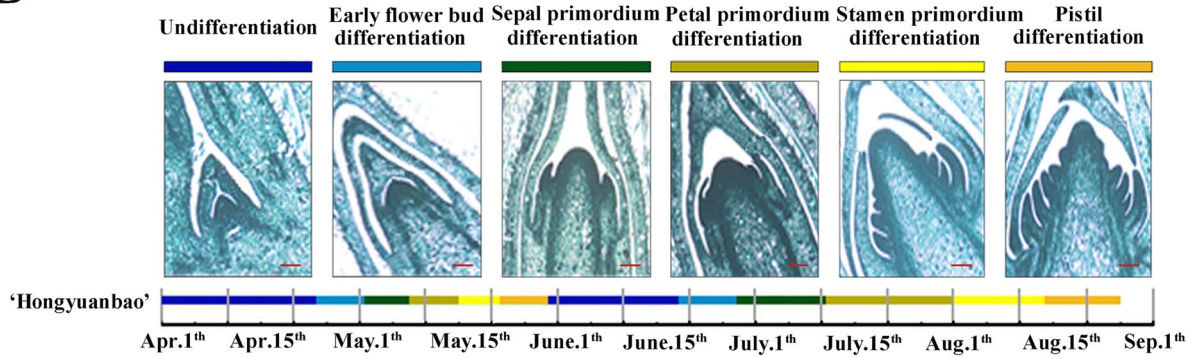 Undifferentiation
Early flower bud
differentiation
Sepal primordium
differentiation
Petal primordium
differentiation
Stamen primordium
differentiation
Pistil
differentiation
‘Hongyuanbao’
Apr.1th Apr.15th May.1th May.15th June.1th June.15th July.1th July.15th Aug.1th Aug.15th Sep.1th